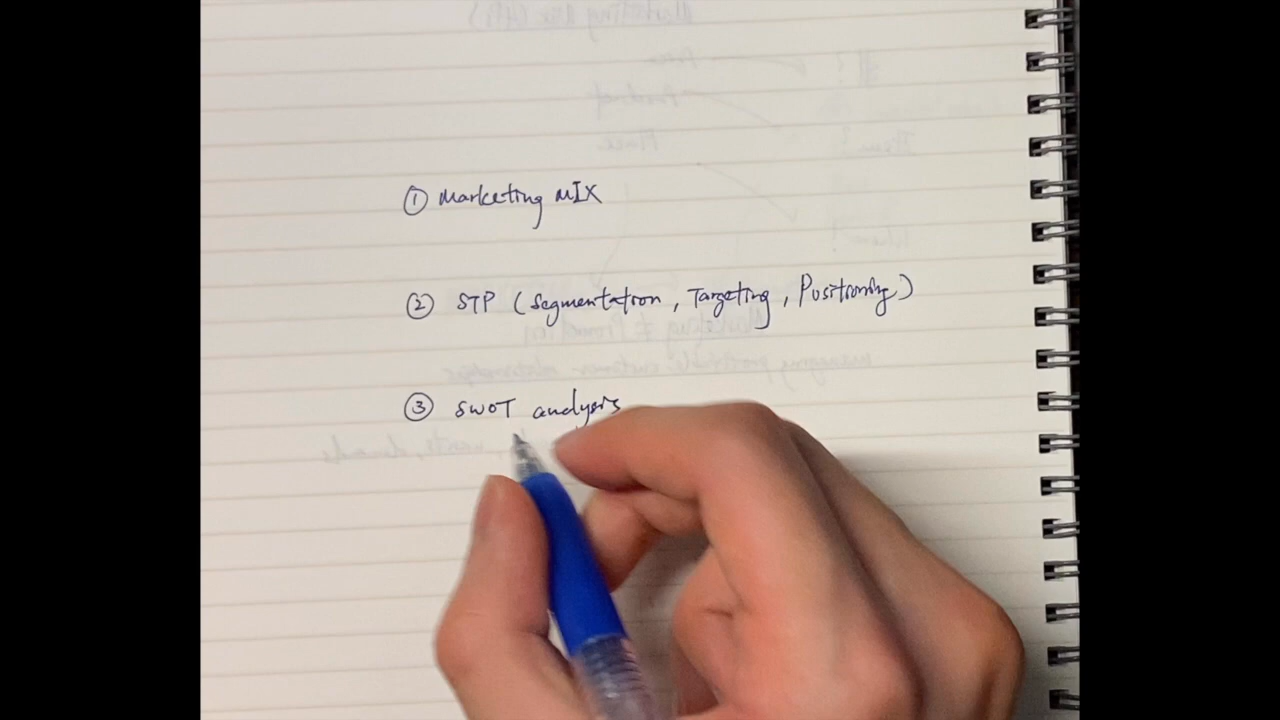 ① Marketing MIX
② STP (Segmentation, Targeting, Positioning)
③ SWOT analysis